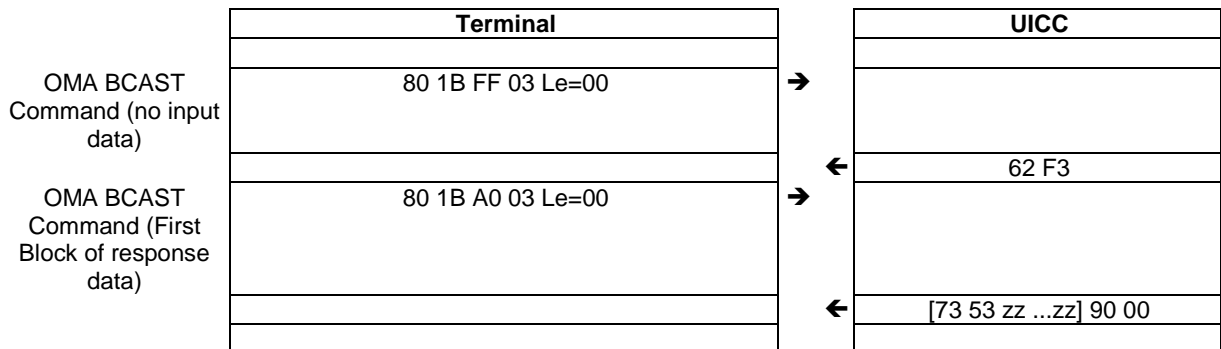 Terminal
UICC
OMA BCAST
Command (no input
data)
80 1B FF 03 Le=00
➔
🡸
62 F3
OMA BCAST
Command (First
Block of response
data)
80 1B A0 03 Le=00
➔
🡸
[73 53 zz ...zz] 90 00